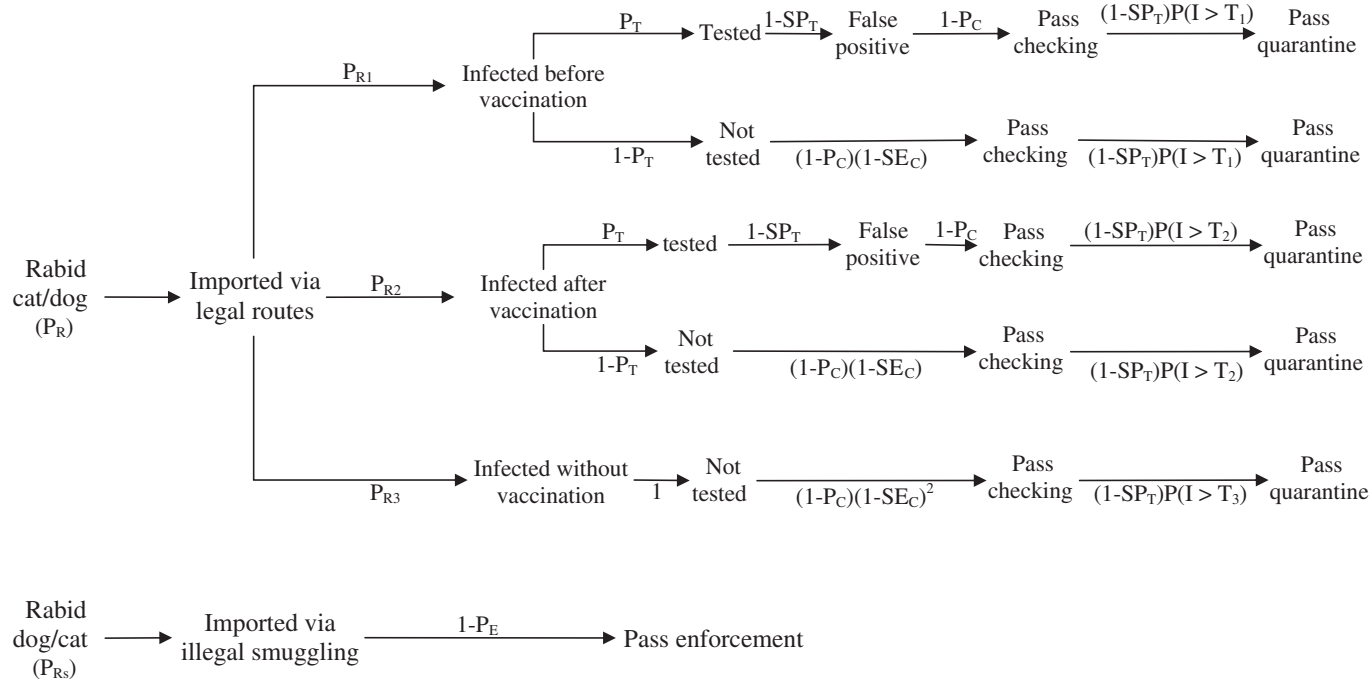 P_T
Tested
1-SP_T
False
positive
1-P_C
Pass
checking
(1-SP_T)P(I > T_1)
Pass
quarantine
P_R1
Infected before
vaccination
1-P_T
Not
tested
(1-P_C)(1-SE_C)
Pass
checking
(1-SP_T)P(I > T_1)
Pass
quarantine
Rabid
cat/dog
(P_R)
Imported via
legal routes
P_R2
Infected after
vaccination
P_T
tested
1-SP_T
False
positive
1-P_C
Pass
checking
(1-SP_T)P(I > T_2)
Pass
quarantine
1-P_T
Not
tested
(1-P_C)(1-SE_C)
Pass
checking
(1-SP_T)P(I > T_2)
Pass
quarantine
P_R3
Infected without
vaccination
1
Not
tested
(1-P_C)(1-SE_C)^2
Pass
checking
(1-SP_T)P(I > T_3)
Pass
quarantine
Rabid
dog/cat
(P_Rs)
Imported via
illegal smuggling
1-P_E
Pass enforcement